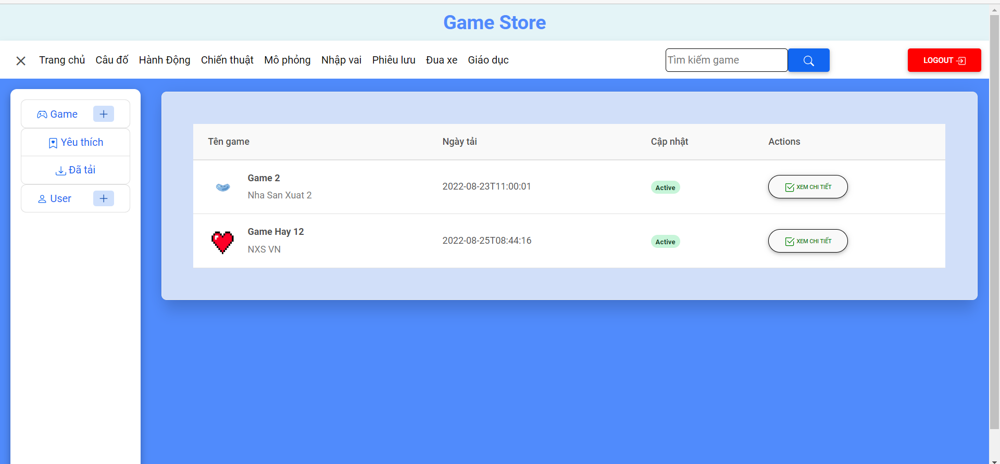 Game Store
Trang chủ Câu đố Hành Động Chiến thuật Mô phỏng Nhập vai Phiêu lưu Đua xe Giáo dục Tìm kiếm game LOGOUT
Game
Yêu thích
Đã tải
User
Tên game Ngày tải Cập nhật Actions
Game 2
Nha San Xuat 2
2022-08-23T11:00:01 Active XEM CHI TIẾT
Game Hay 12
NXS VN
2022-08-25T08:44:16 Active XEM CHI TIẾT